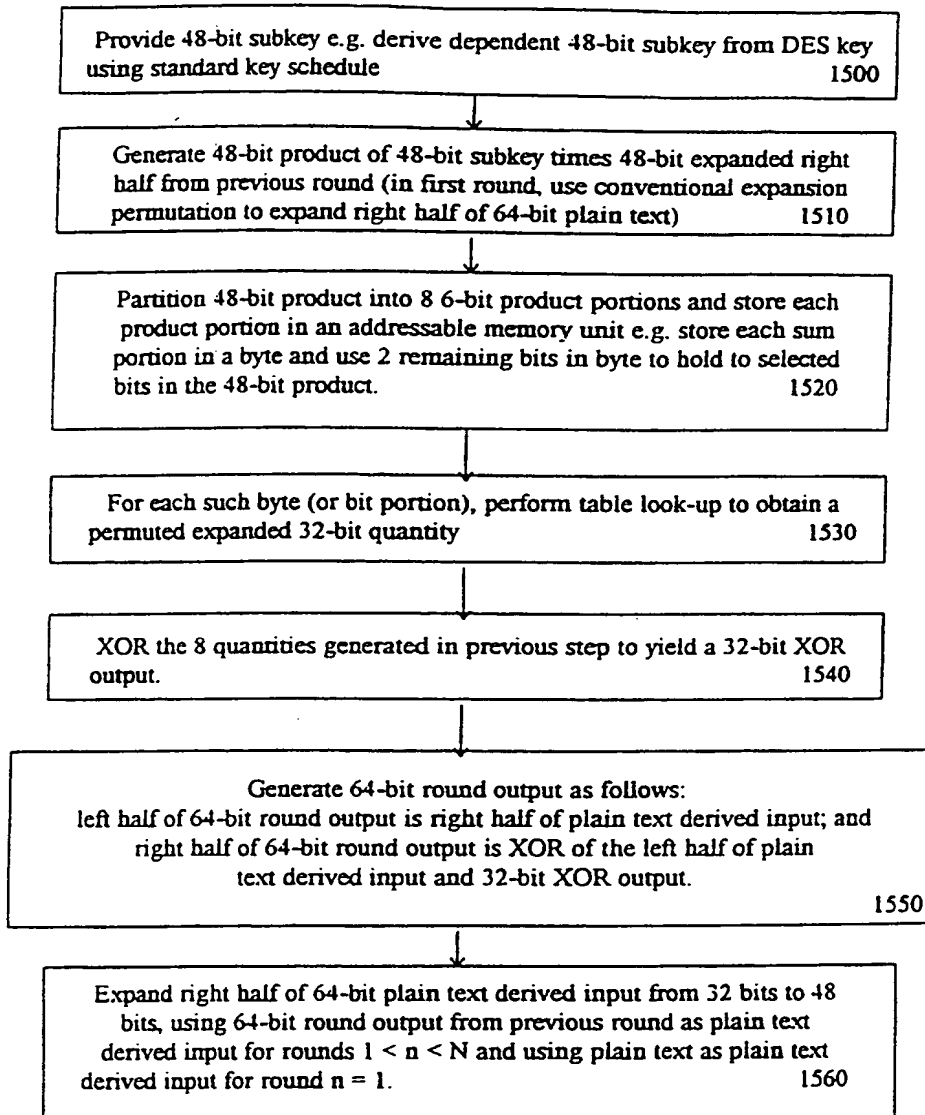 Provide 48-bit subkey e.g. derive dependent 48-bit subkey from DES key
using standard key schedule 1500
Generate 48-bit product of 48-bit subkey times 48-bit expanded right
half from previous round (in first round, use conventional expansion
permutation to expand right half of 64-bit plain text) 1510
Partition 48-bit product into 8 6-bit product portions and store each
product portion in an addressable memory unit e.g. store each sum
portion in a byte and use 2 remaining bits in byte to hold to selected
bits in the 48-bit product. 1520
For each such byte (or bit portion), perform table look-up to obtain a
permuted expanded 32-bit quantity 1530
XOR the 8 quantities generated in previous step to yield a 32-bit XOR
output. 1540
Generate 64-bit round output as follows:
left half of 64-bit round output is right half of plain text derived input; and
right half of 64-bit round output is XOR of the left half of plain
text derived input and 32-bit XOR output.
1550
Expand right half of 64-bit plain text derived input from 32 bits to 48
bits, using 64-bit round output from previous round as plain text
derived input for rounds 1 < n < N and using plain text as plain text
derived input for round n = 1. 1560